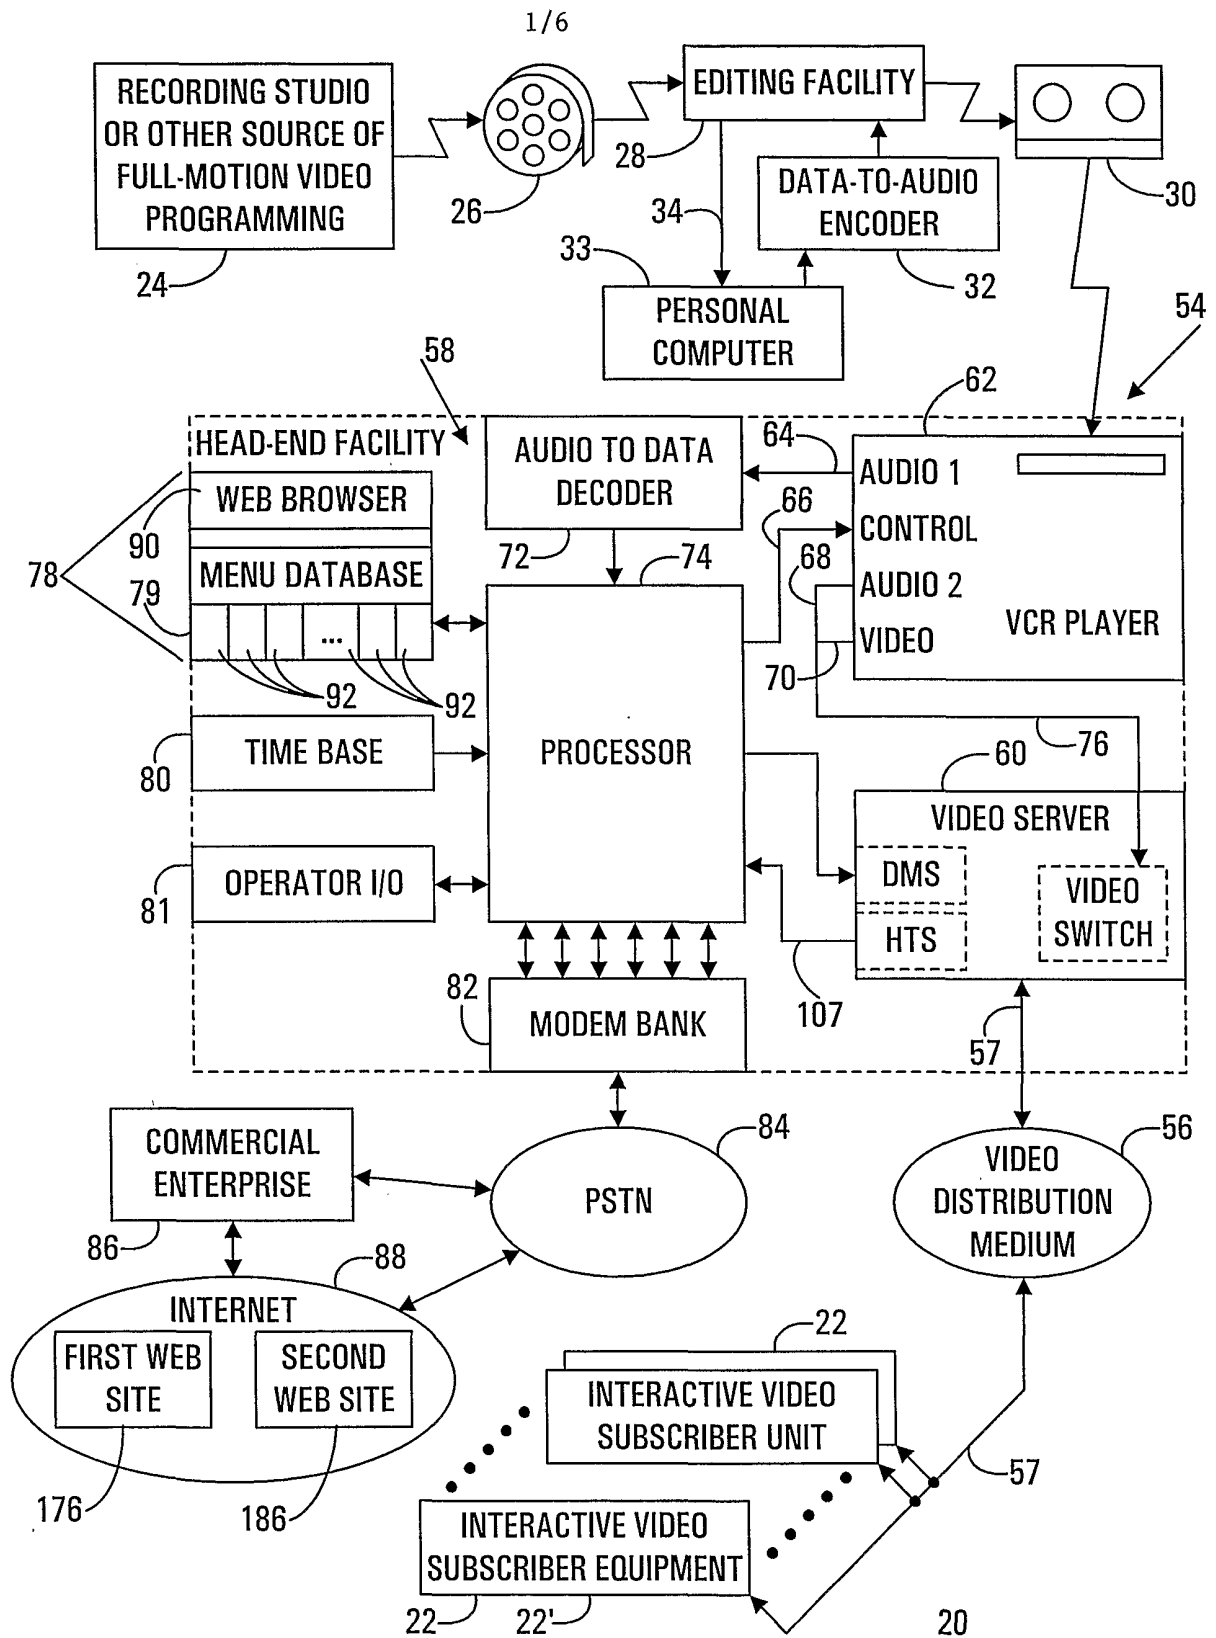 1/6
RECORDING STUDIO
OR OTHER SOURCE OF
FULL-MOTION VIDEO
PROGRAMMING
24
26
EDITING FACILITY
28
34
DATA-TO-AUDIO
ENCODER
32
30
33
PERSONAL
COMPUTER
54
58
62
HEAD-END FACILITY
AUDIO TO DATA
DECODER
72
64
AUDIO 1
CONTROL
AUDIO 2
VIDEO
VCR PLAYER
66
68
70
76
WEB BROWSER
90
MENU DATABASE
78
79
...
92
92
74
PROCESSOR
TIME BASE
80
OPERATOR I/O
81
60
VIDEO SERVER
DMS
HTS
VIDEO
SWITCH
107
82
MODEM BANK
57
COMMERCIAL
ENTERPRISE
86
84
PSTN
56
VIDEO
DISTRIBUTION
MEDIUM
88
INTERNET
FIRST WEB
SITE
SECOND
WEB SITE
176
186
22
INTERACTIVE VIDEO
SUBSCRIBER UNIT
57
INTERACTIVE VIDEO
SUBSCRIBER EQUIPMENT
22
22'
20